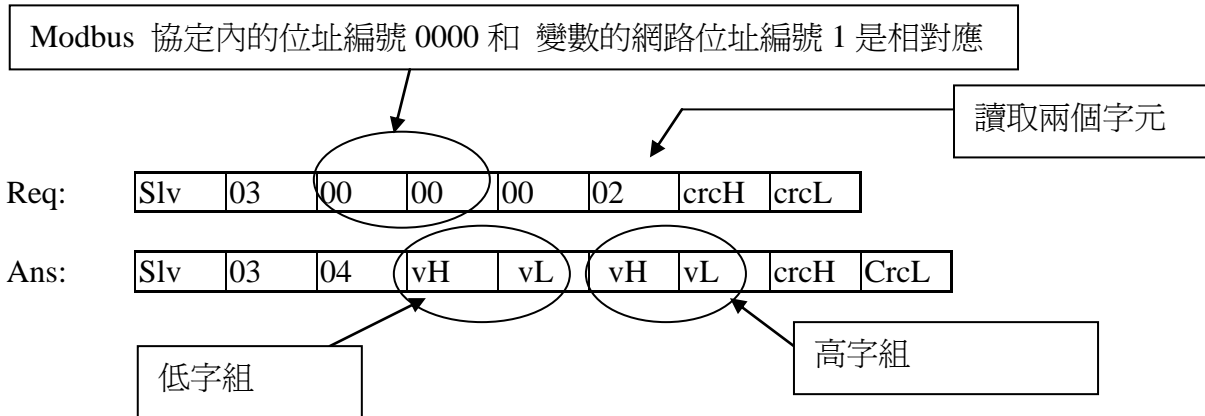 Modbus 協定內的位址編號 0000 和 變數的網路位址編號 1 是相對應
讀取兩個字元
Req: Slv 03 00 00 00 02 crcH crcL
Ans: Slv 03 04 vH vL vH vL crcH CrcL
低字組
高字組